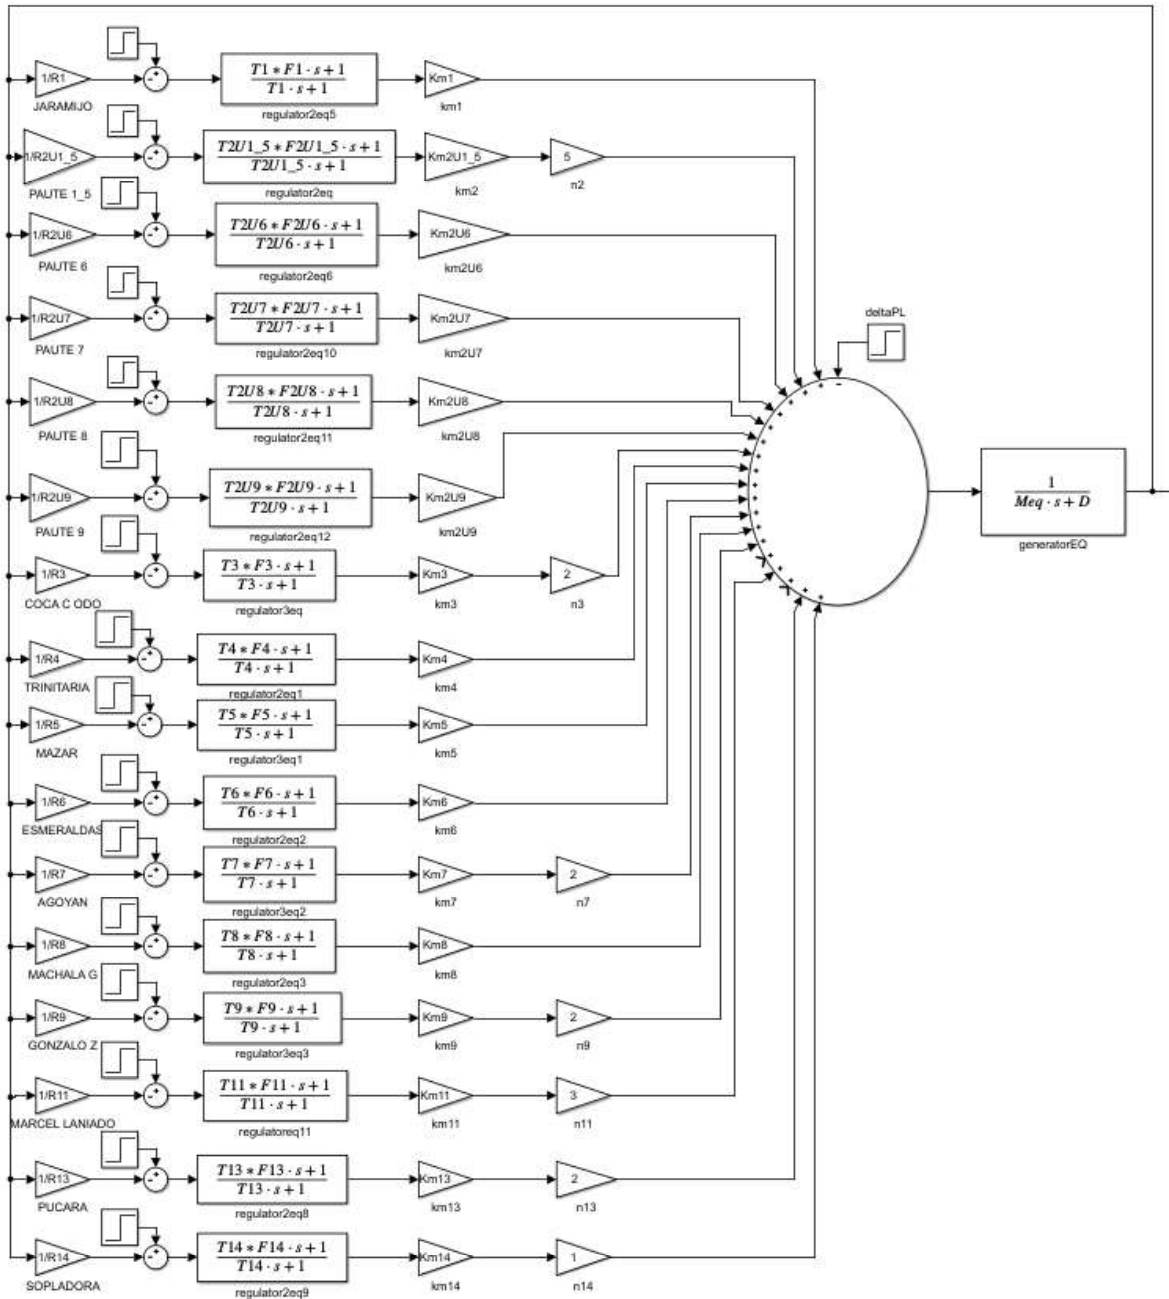 1/R1
JARAMIJO
T1 * F1 · s + 1
T1 · s + 1
regulator2eq5
Km1
km1
1/R2U1_5
PAUTE 1_5
T2U1_5 * F2U1_5 · s + 1
T2U1_5 · s + 1
regulator2eq
Km2U1_5
km2
5
n2
1/R2U6
PAUTE 6
T2U6 * F2U6 · s + 1
T2U6 · s + 1
regulator2eq6
Km2U6
km2U6
1/R2U7
PAUTE 7
T2U7 * F2U7 · s + 1
T2U7 · s + 1
regulator2eq10
Km2U7
km2U7
deltaPL
1/R2U8
PAUTE 8
T2U8 * F2U8 · s + 1
T2U8 · s + 1
regulator2eq11
Km2U8
km2U8
1/R2U9
PAUTE 9
T2U9 * F2U9 · s + 1
T2U9 · s + 1
regulator2eq12
Km2U9
km2U9
1
Meq · s + D
generatorEQ
1/R3
COCA C ODO
T3 * F3 · s + 1
T3 · s + 1
regulator3eq
Km3
km3
2
n3
1/R4
TRINITARIA
T4 * F4 · s + 1
T4 · s + 1
regulator2eq1
Km4
km4
1/R5
MAZAR
T5 * F5 · s + 1
T5 · s + 1
regulator3eq1
Km5
km5
1/R6
ESMERALDAS
T6 * F6 · s + 1
T6 · s + 1
regulator2eq2
Km6
km6
1/R7
AGOYAN
T7 * F7 · s + 1
T7 · s + 1
regulator3eq2
Km7
km7
2
n7
1/R8
MACHALA G
T8 * F8 · s + 1
T8 · s + 1
regulator2eq3
Km8
km8
1/R9
GONZALO Z
T9 * F9 · s + 1
T9 · s + 1
regulator3eq3
Km9
km9
2
n9
1/R11
MARCEL LANIADO
T11 * F11 · s + 1
T11 · s + 1
regulatoreq11
Km11
km11
3
n11
1/R13
PUCARA
T13 * F13 · s + 1
T13 · s + 1
regulator2eq8
Km13
km13
2
n13
1/R14
SOPLADORA
T14 * F14 · s + 1
T14 · s + 1
regulator2eq9
Km14
km14
1
n14